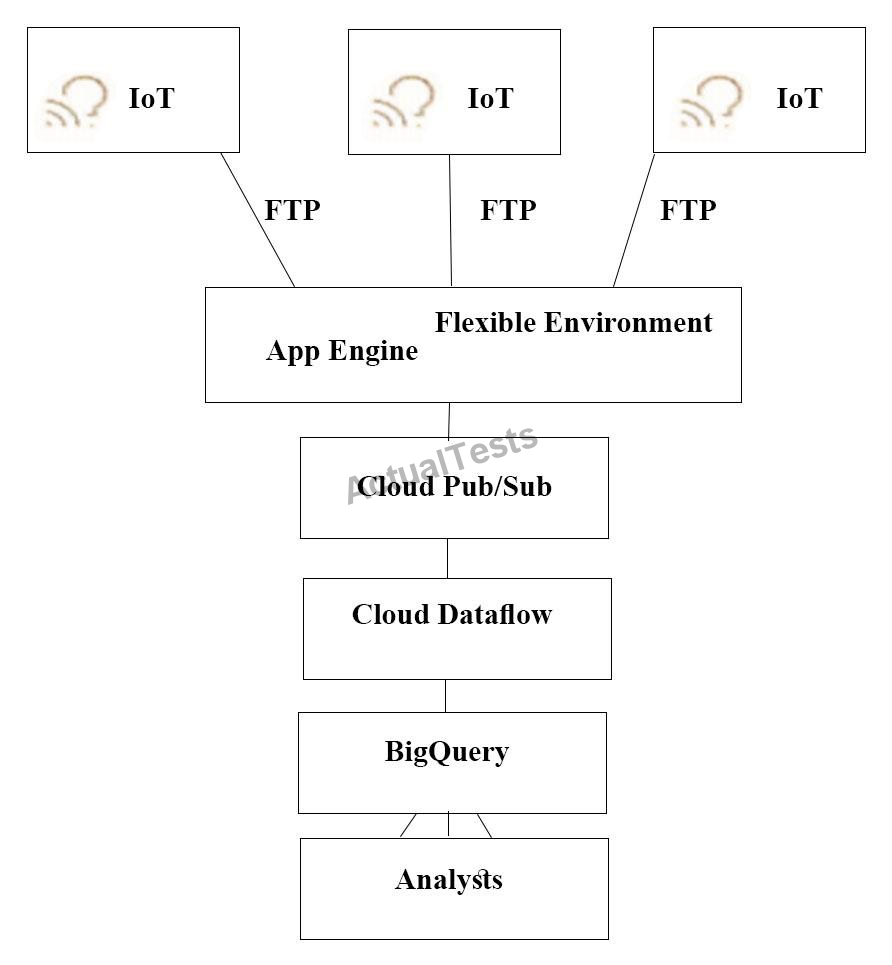 IoT
IoT
IoT
FTP
FTP
FTP
Flexible Environment
App Engine
ActualTests
Cloud Pub/Sub
Cloud Dataflow
BigQuery
Analysts